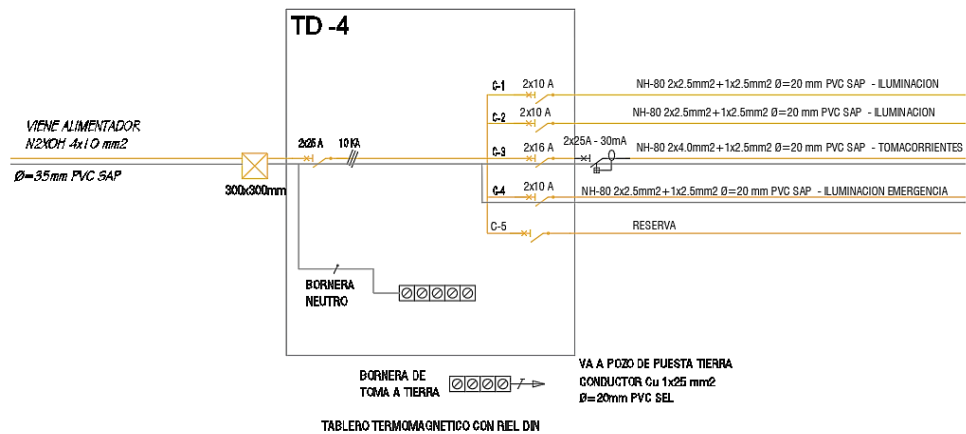 TD -4
C-1 2x10 A NH-80 2x2.5mm2+1x2.5mm2 Ø=20 mm PVC SAP - ILUMINACION
C-2 2x10 A NH-80 2x2.5mm2+1x2.5mm2 Ø=20 mm PVC SAP - ILUMINACION
VIENE ALIMENTADOR
N2XOH 4x10 mm2
Ø=35mm PVC SAP
300x300mm
2x25 A 10 KA
C-3 2x16 A 2x25A - 30mA NH-80 2x4.0mm2+1x2.5mm2 Ø=20 mm PVC SAP - TOMACORRIENTES
C-4 2x10 A NH-80 2x2.5mm2+1x2.5mm2 Ø=20 mm PVC SAP - ILUMINACION EMERGENCIA
C-5 RESERVA
BORNERA
NEUTRO
BORNERA DE
TOMA A TIERRA
VA A POZO DE PUESTA TIERRA
CONDUCTOR Cu 1x25 mm2
Ø=20mm PVC SEL
TABLERO TERMOMAGNETICO CON RIEL DIN